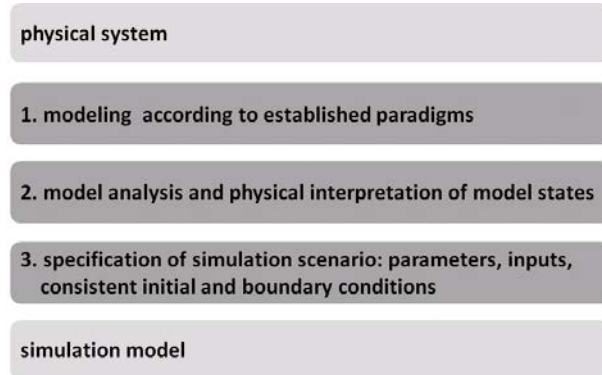 physical system
1. modeling according to established paradigms
2. model analysis and physical interpretation of model states
3. specification of simulation scenario: parameters, inputs,
consistent initial and boundary conditions
simulation model